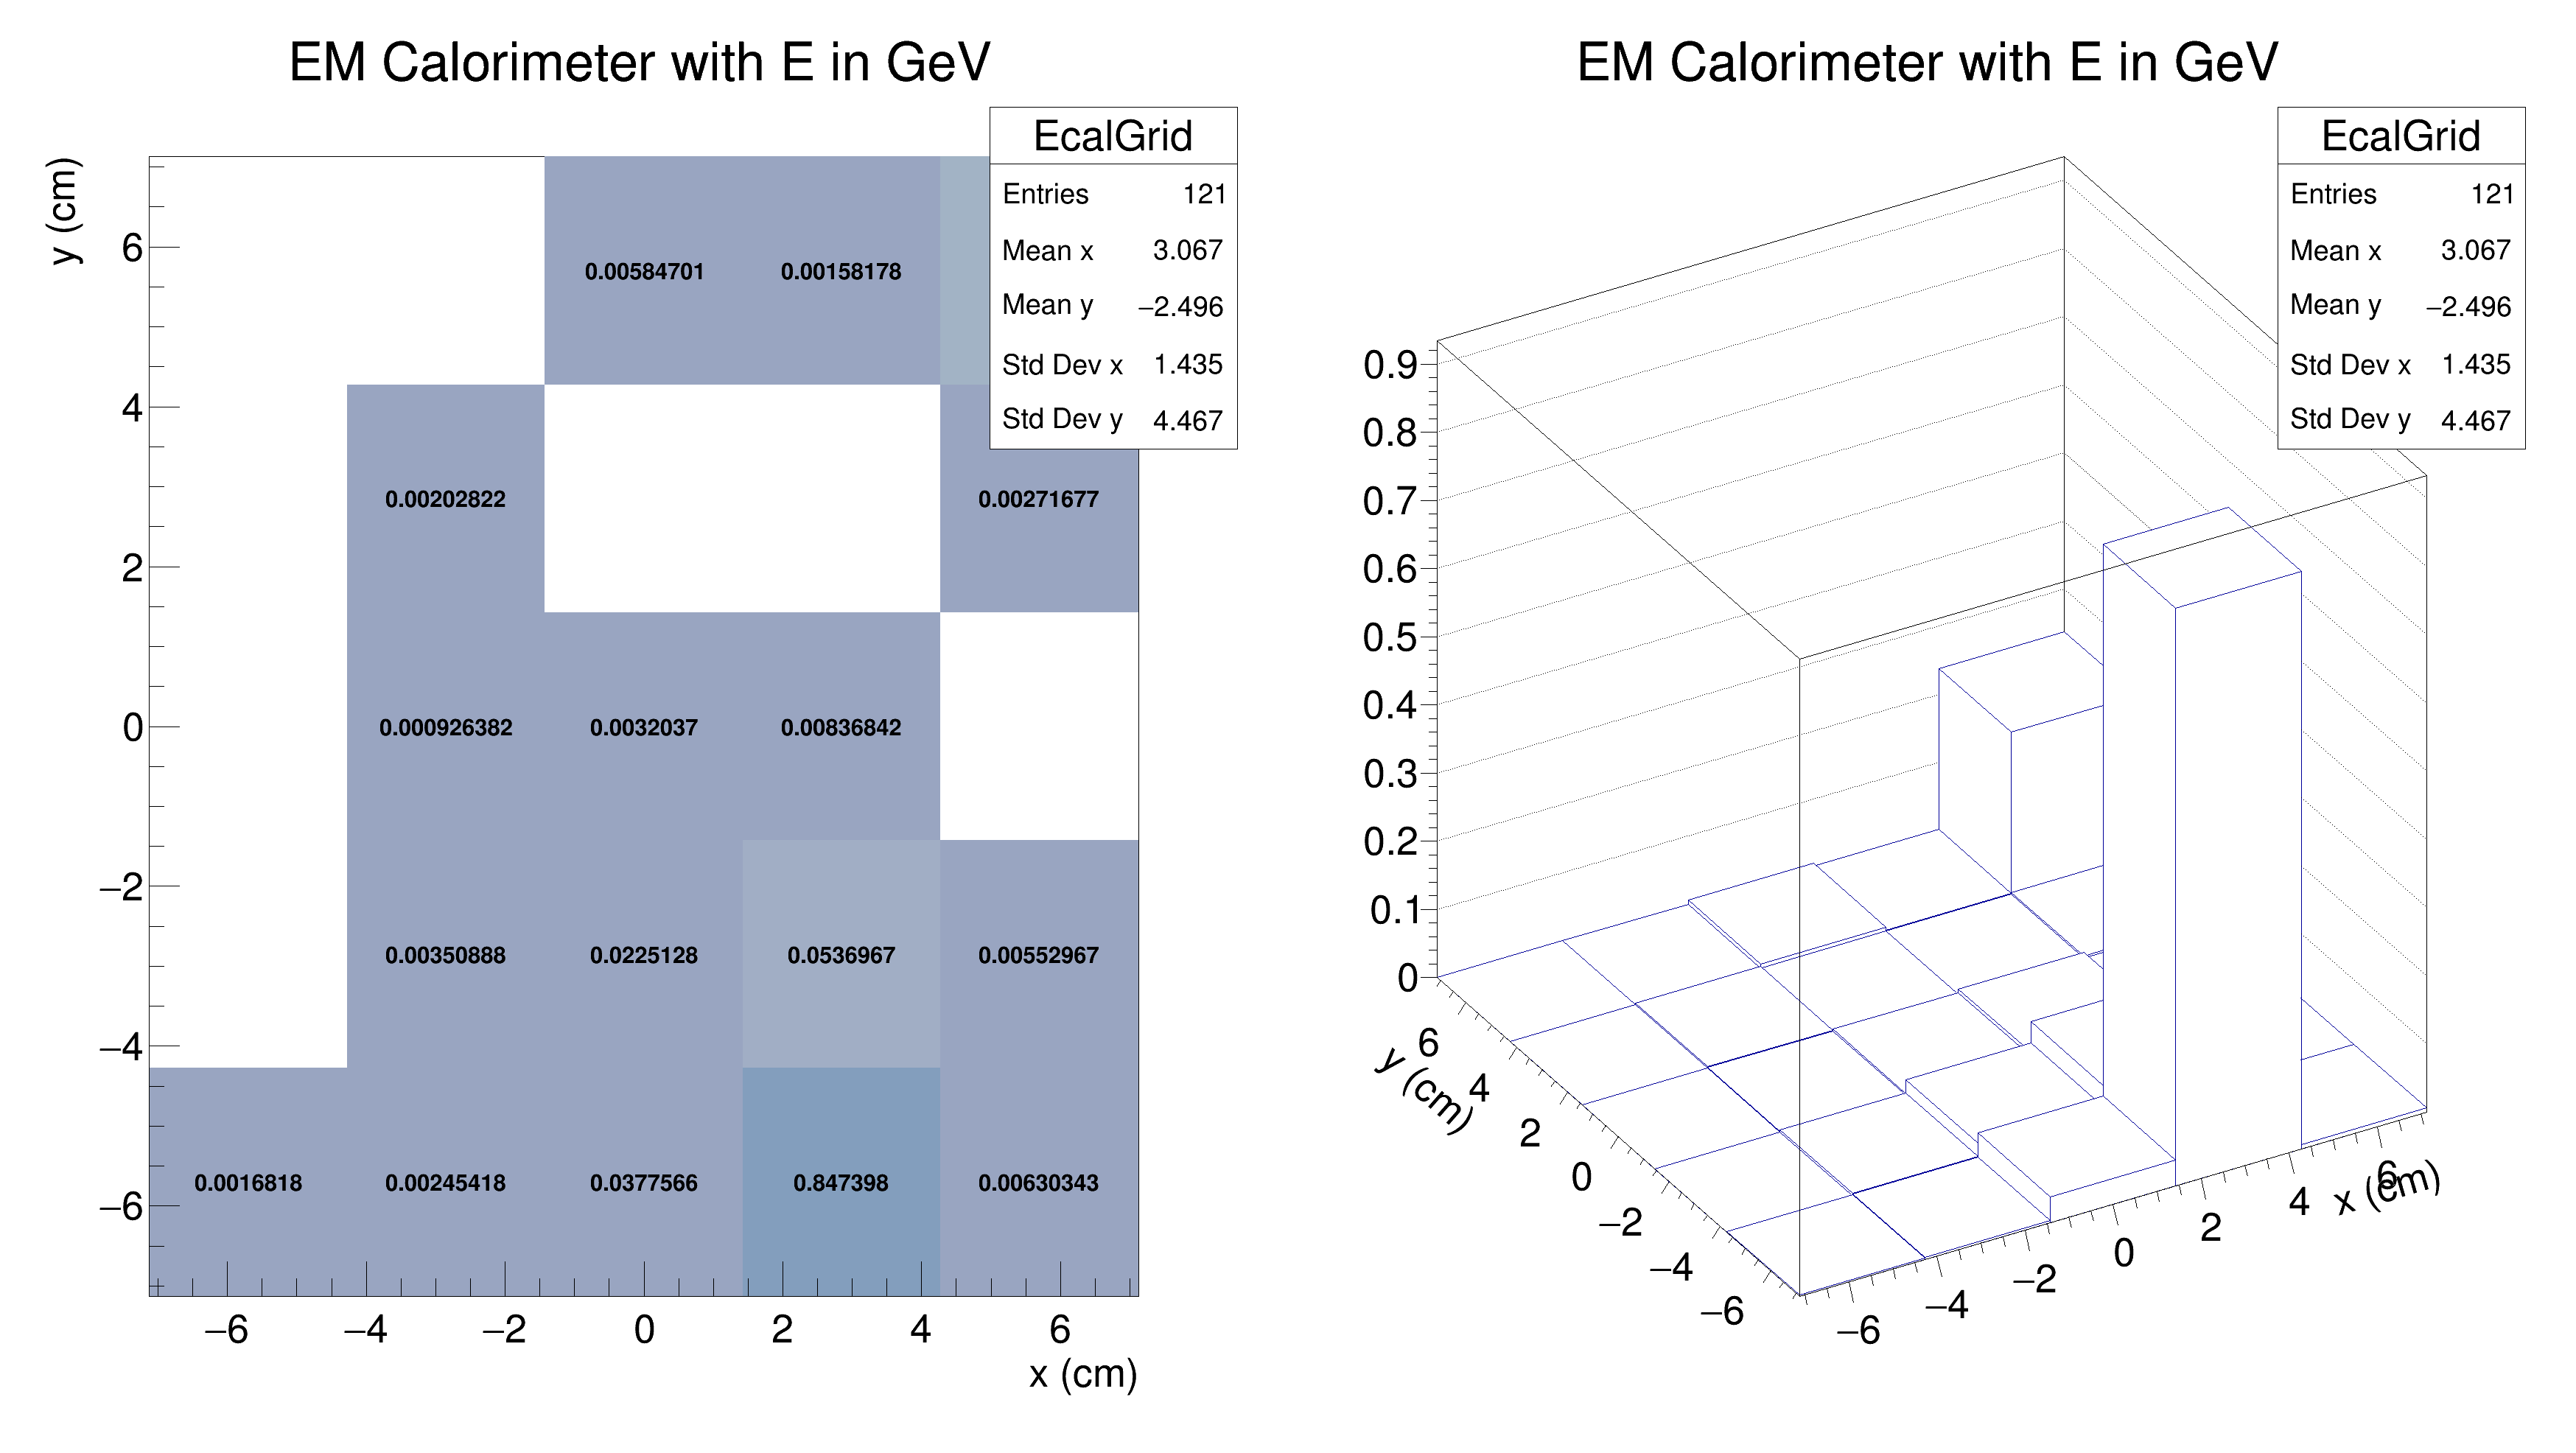 EM Calorimeter with E in GeV
EcalGrid
Entries 121
Mean x 3.067
Mean y −2.496
Std Dev x 1.435
Std Dev y 4.467
y (cm)
6
4
2
0
−2
−4
−6
0.00584701 0.00158178
0.00202822 0.00271677
0.000926382 0.0032037 0.00836842
0.00350888 0.0225128 0.0536967 0.00552967
0.0016818 0.00245418 0.0377566 0.847398 0.00630343
−6 −4 −2 0 2 4 6
x (cm)
EM Calorimeter with E in GeV
EcalGrid
Entries 121
Mean x 3.067
Mean y −2.496
Std Dev x 1.435
Std Dev y 4.467
0.9
0.8
0.7
0.6
0.5
0.4
0.3
0.2
0.1
0
6
4
2
0
−2
−4
−6
y (cm)
−6
−4
−2
0
2
4
6
x (cm)